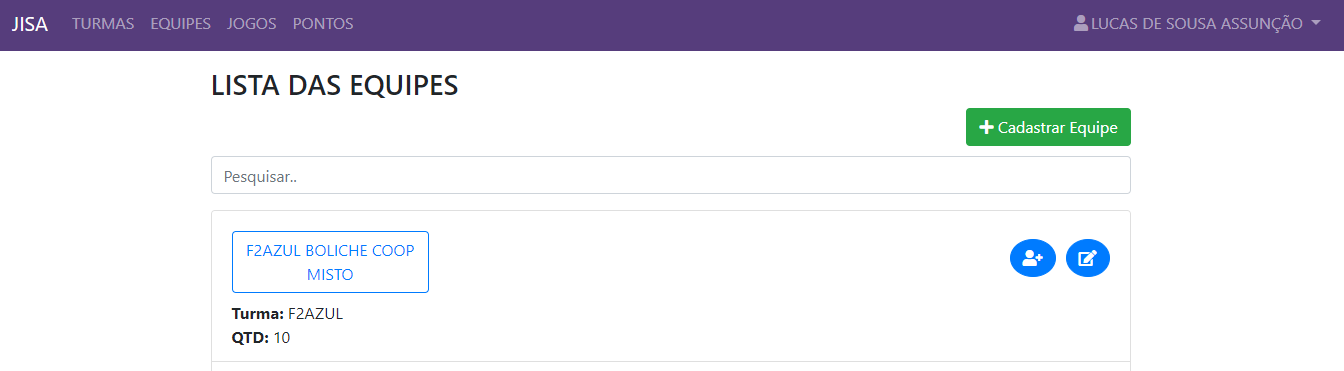 JISA TURMAS EQUIPES JOGOS PONTOS LUCAS DE SOUSA ASSUNÇÃO
LISTA DAS EQUIPES
Cadastrar Equipe
Pesquisar..
F2AZUL BOLICHE COOP
MISTO
Turma: F2AZUL
QTD: 10